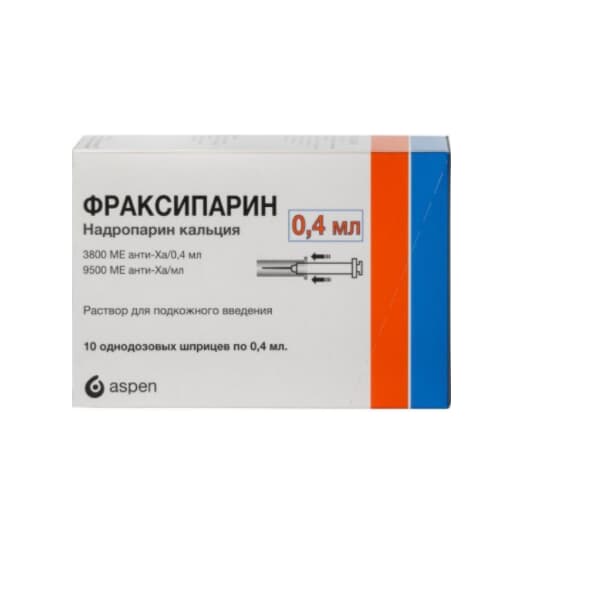 ФРАКСИПАРИН
Надропарин кальция
0,4 мл
3800 МЕ анти-Ха/0,4 мл
9500 МЕ анти-Ха/мл
Раствор для подкожного введения
10 однодозовых шприцев по 0,4 мл.
aspen